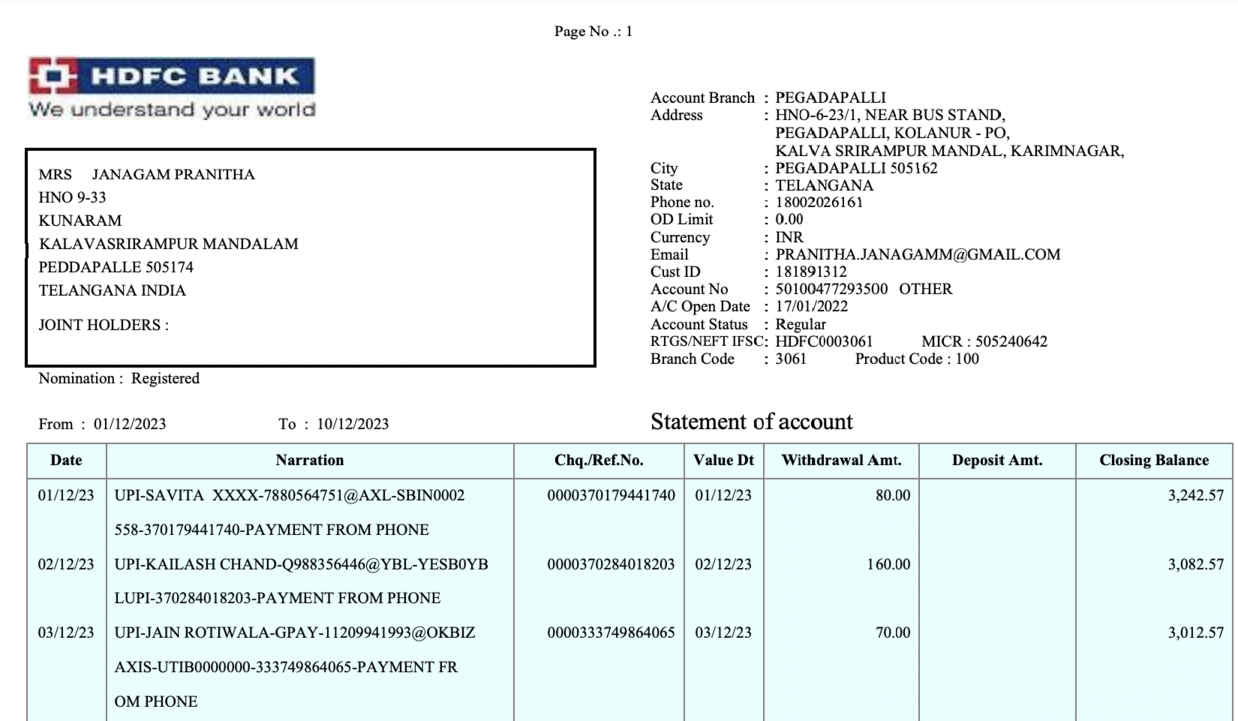 Page No .: 1
HDFC BANK
We understand your world
MRS JANAGAM PRANITHA
HNO 9-33
KUNARAM
KALAVASRIRAMPUR MANDALAM
PEDDAPALLE 505174
TELANGANA INDIA
JOINT HOLDERS :
Nomination : Registered
From : 01/12/2023 To : 10/12/2023
Account Branch : PEGADAPALLI
Address : HNO-6-23/1, NEAR BUS STAND,
PEGADAPALLI, KOLANUR - PO,
KALVA SRIRAMPUR MANDAL, KARIMNAGAR,
City : PEGADAPALLI 505162
State : TELANGANA
Phone no. : 18002026161
OD Limit : 0.00
Currency : INR
Email : PRANITHA.JANAGAMM@GMAIL.COM
Cust ID : 181891312
Account No : 50100477293500 OTHER
A/C Open Date : 17/01/2022
Account Status : Regular
RTGS/NEFT IFSC: HDFC0003061 MICR : 505240642
Branch Code : 3061 Product Code : 100
Statement of account
Date Narration Chq./Ref.No. Value Dt Withdrawal Amt. Deposit Amt. Closing Balance
01/12/23 UPI-SAVITA XXXX-7880564751@AXL-SBIN0002 0000370179441740 01/12/23 80.00 3,242.57
558-370179441740-PAYMENT FROM PHONE
02/12/23 UPI-KAILASH CHAND-Q988356446@YBL-YESB0YB 0000370284018203 02/12/23 160.00 3,082.57
LUPI-370284018203-PAYMENT FROM PHONE
03/12/23 UPI-JAIN ROTIWALA-GPAY-11209941993@OKBIZ 0000333749864065 03/12/23 70.00 3,012.57
AXIS-UTIB0000000-333749864065-PAYMENT FR
OM PHONE